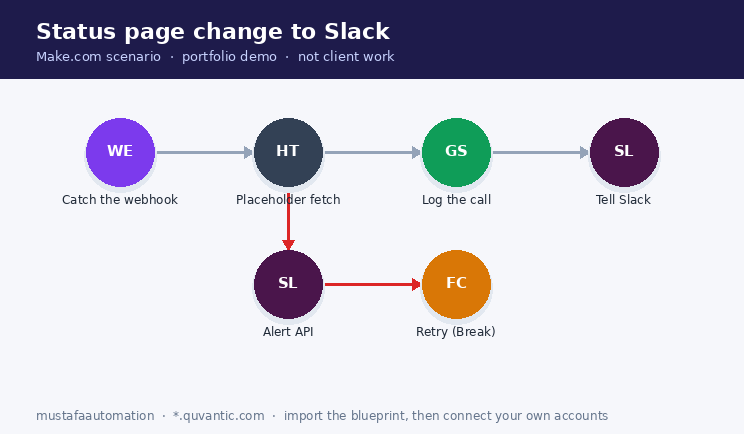 Status page change to Slack
Make.com scenario · portfolio demo · not client work
WE
HT
GS
SL
Catch the webhook
Placeholder fetch
Log the call
Tell Slack
SL
FC
Alert API
Retry (Break)
mustafaautomation · *.quvantic.com · import the blueprint, then connect your own accounts